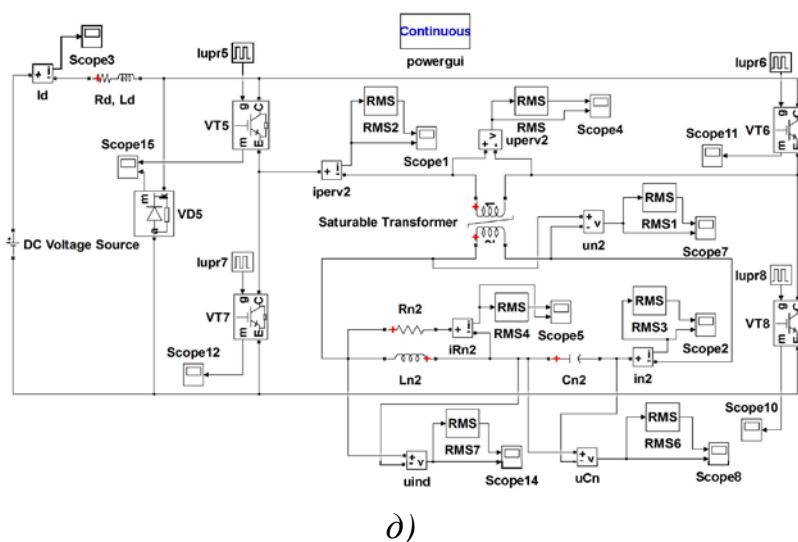 Continuous
powergui
Scope3
Id
Rd, Ld
Iupr5
VT5
g
C
m
E
Scope15
m
k
a
VD5
DC Voltage Source
Iupr7
VT7
g
C
m
E
Scope12
iperv2
RMS
RMS2
Scope1
RMS
RMS
uperv2
Scope4
Iupr6
VT6
g
C
m
E
Scope11
Saturable Transformer
un2
RMS
RMS1
Scope7
Iupr8
VT8
g
C
m
E
Scope10
Rn2
iRn2
RMS
RMS4
Scope5
RMS
RMS3
Scope2
Ln2
Cn2
in2
uind
RMS
RMS7
Scope14
uCn
RMS
RMS6
Scope8
д)